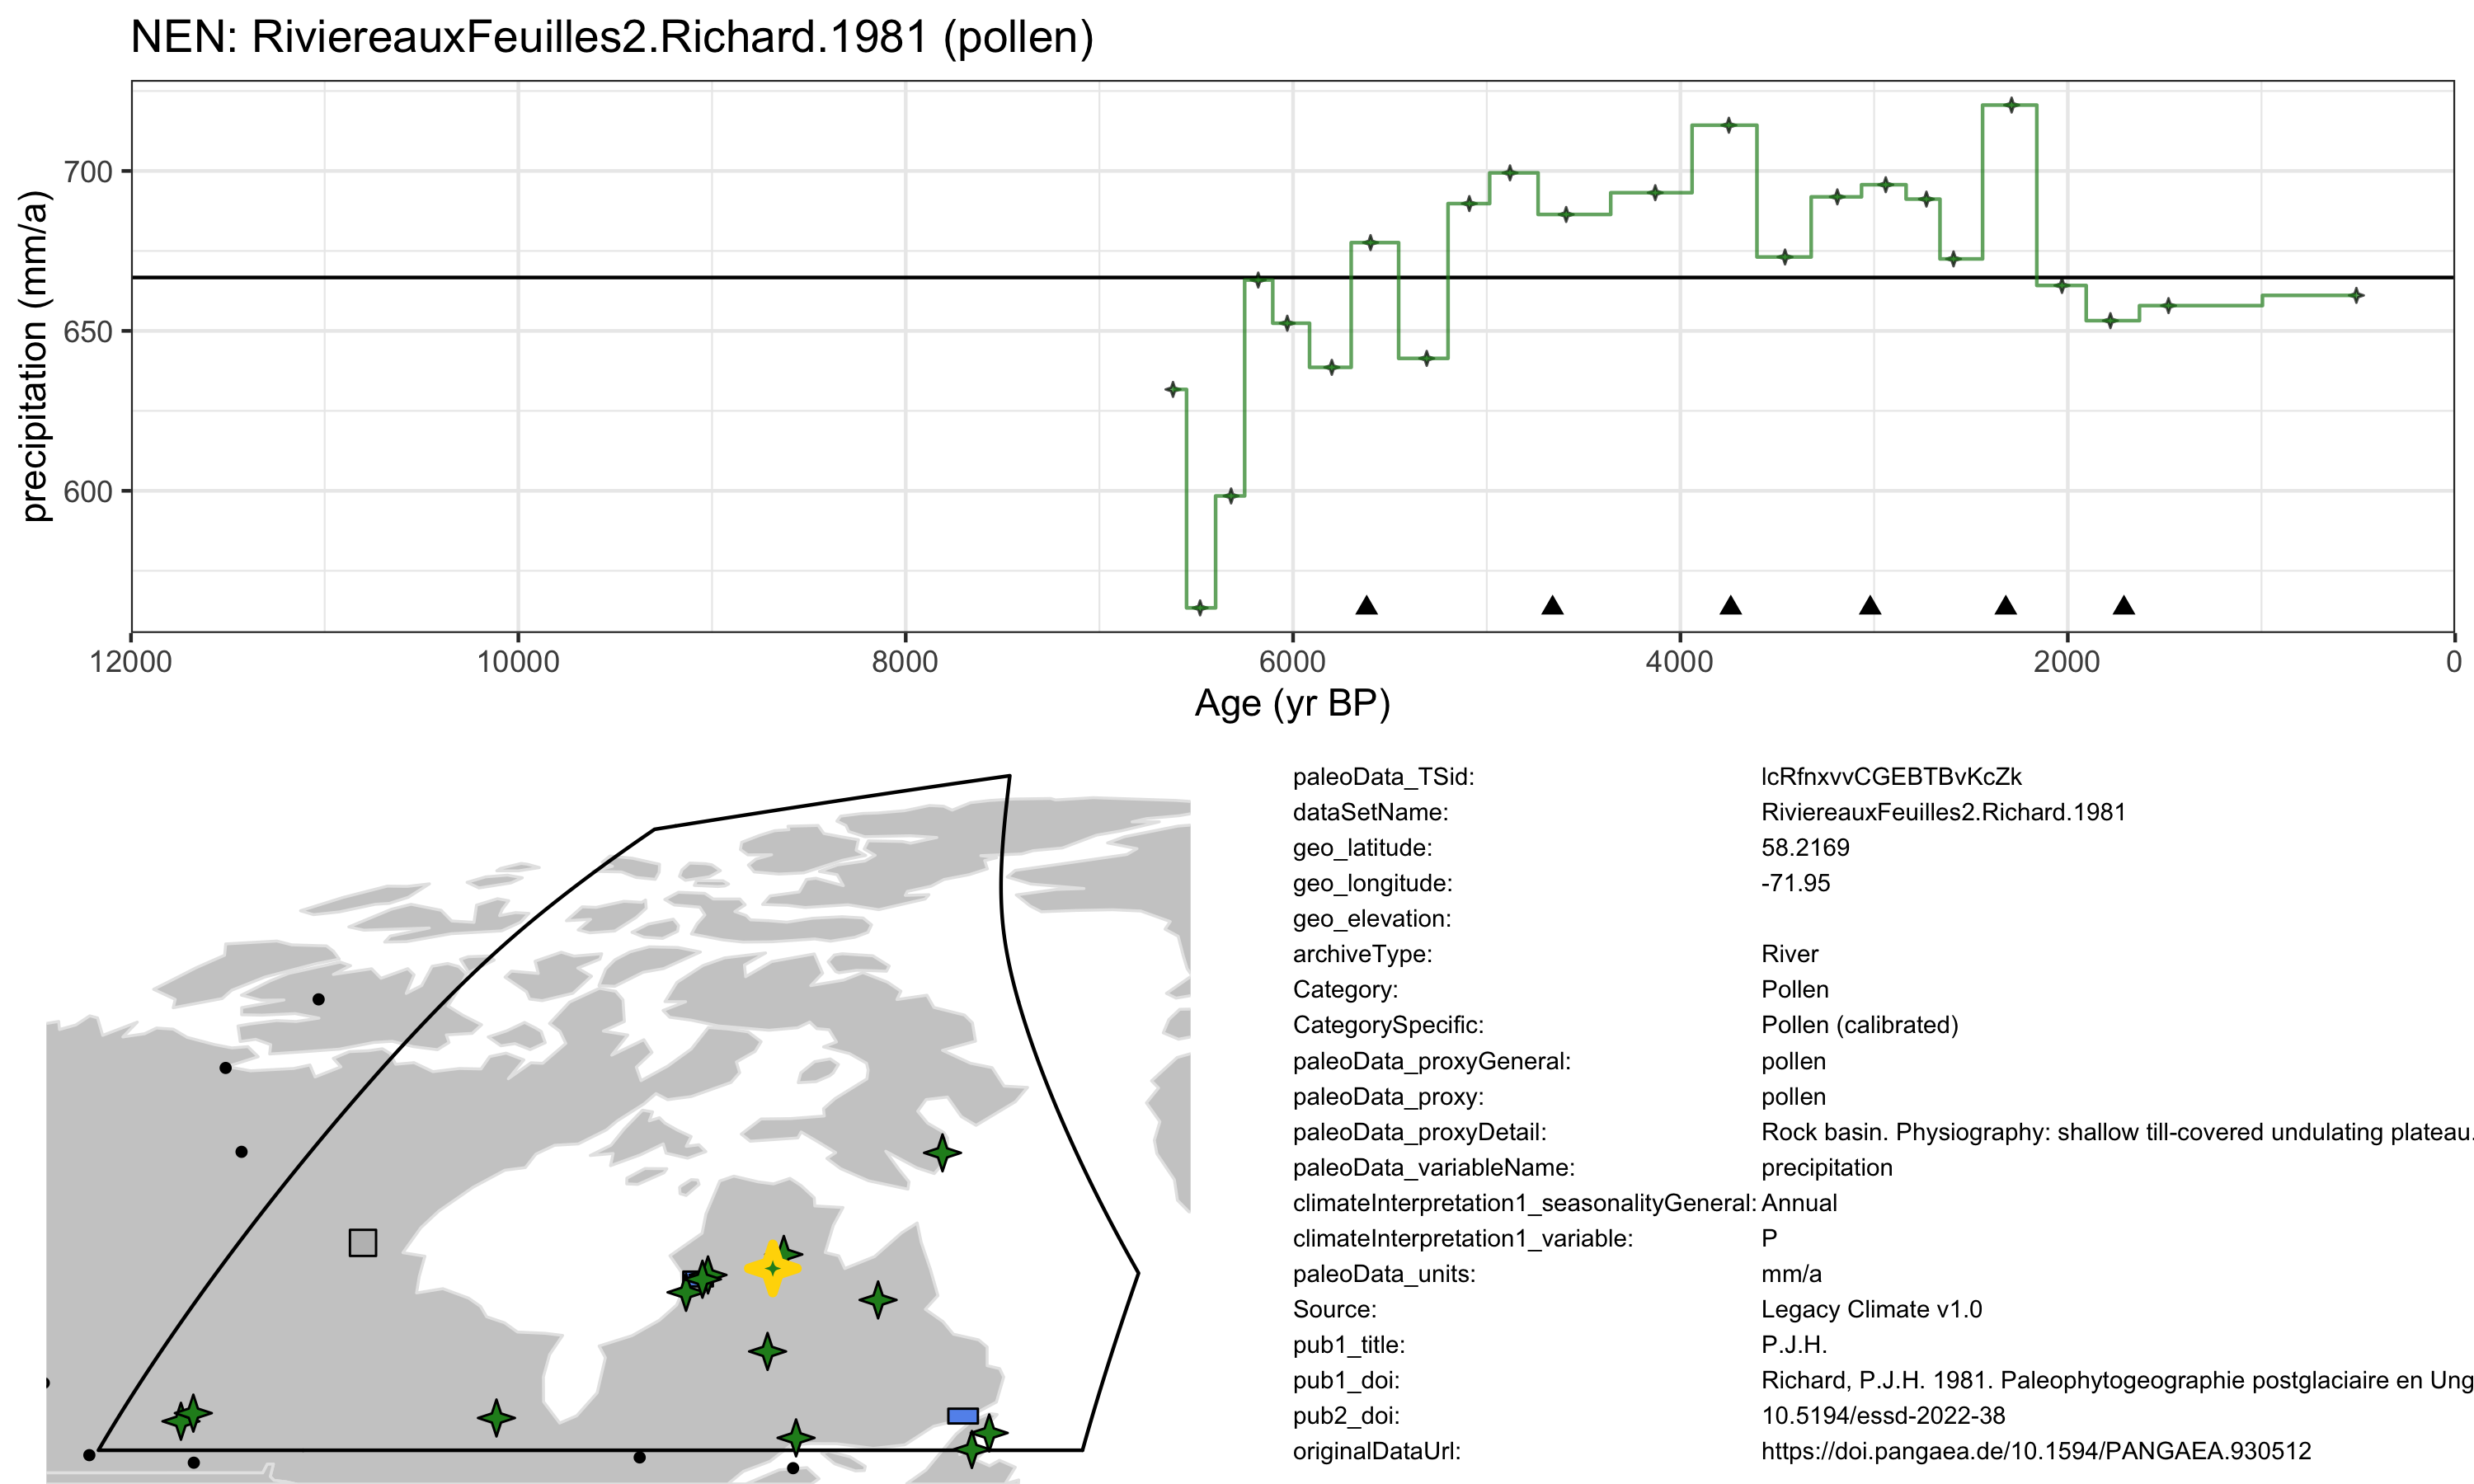 NEN: RiviereauxFeuilles2.Richard.1981 (pollen)
precipitation (mm/a)
700
650
600
12000 10000 8000 6000 4000 2000 0
Age (yr BP)
paleoData_TSid: lcRfnxvvCGEBTBvKcZk
dataSetName: RiviereauxFeuilles2.Richard.1981
geo_latitude: 58.2169
geo_longitude: -71.95
geo_elevation:
archiveType: River
Category: Pollen
CategorySpecific: Pollen (calibrated)
paleoData_proxyGeneral: pollen
paleoData_proxy: pollen
paleoData_proxyDetail: Rock basin. Physiography: shallow till-covered undulating plateau.
paleoData_variableName: precipitation
climateInterpretation1_seasonalityGeneral: Annual
climateInterpretation1_variable: P
paleoData_units: mm/a
Source: Legacy Climate v1.0
pub1_title: P.J.H.
pub1_doi: Richard, P.J.H. 1981. Paleophytogeographie postglaciaire en Ung
pub2_doi: 10.5194/essd-2022-38
originalDataUrl: https://doi.pangaea.de/10.1594/PANGAEA.930512